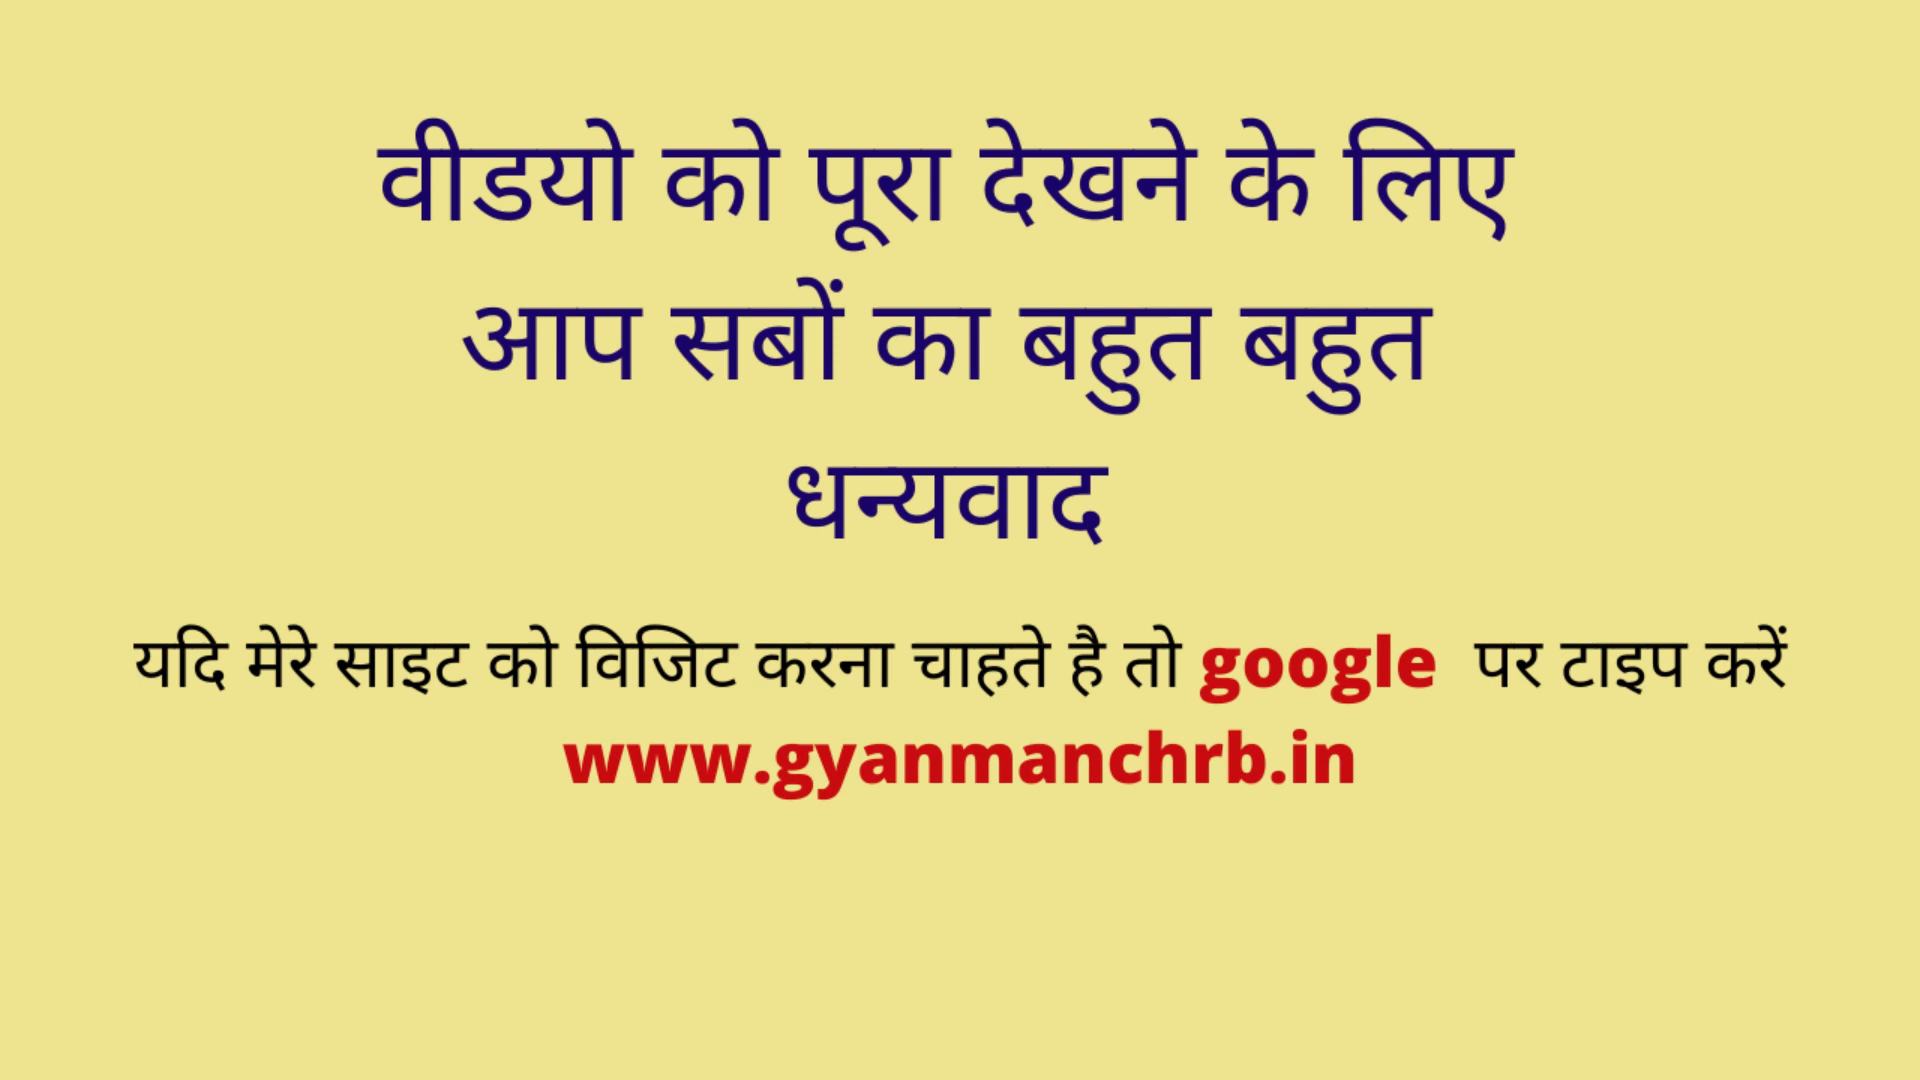 वीडयो को पूरा देखने के लिए
आप सबों का बहुत बहुत
धन्यवाद
यदि मेरे साइट को विजिट करना चाहते है तो google पर टाइप करें
www.gyanmanchrb.in